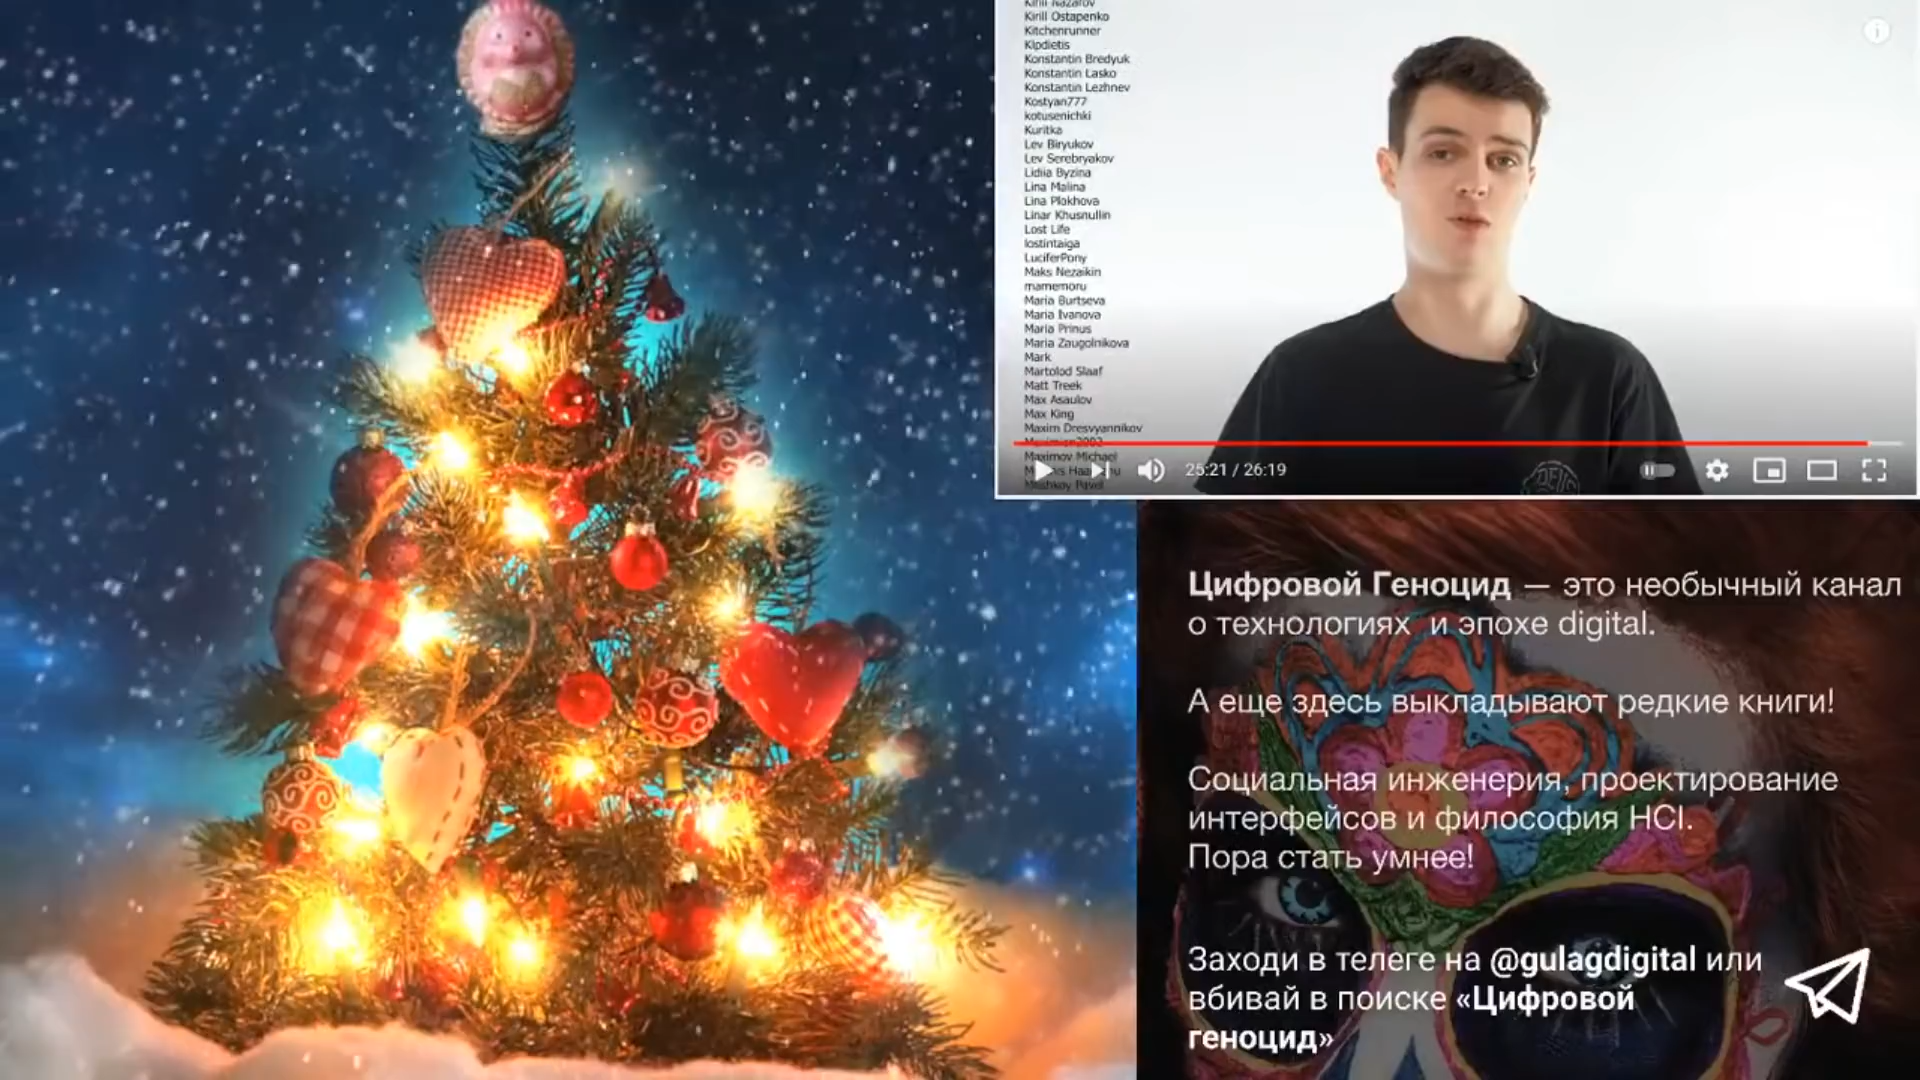 Kirill Nazarov
Kirill Ostapenko
Kitchenrunner
Klpdietis
Konstantin Bredyuk
Konstantin Lasko
Konstantin Lezhnev
Kostyan777
kotusenichki
Kuritka
Lev Biryukov
Lev Serebryakov
Lidiia Byzina
Lina Malina
Lina Plokhova
Linar Khusnullin
Lost Life
lostintaiga
LuciferPony
Maks Nezaikin
mamemoru
Maria Burtseva
Maria Ivanova
Maria Prinus
Maria Zaugolnikova
Mark
Martolod Slaaf
Matt Treek
Max Asaulov
Max King
Maxim Dresvyannikov
Maximov Michael
25:21 / 26:19
Цифровой Геноцид — это необычный канал
о технологиях и эпохе digital.
А еще здесь выкладывают редкие книги!
Социальная инженерия, проектирование
интерфейсов и философия HCI.
Пора стать умнее!
Заходи в телеге на @gulagdigital или
вбивай в поиске «Цифровой
геноцид»